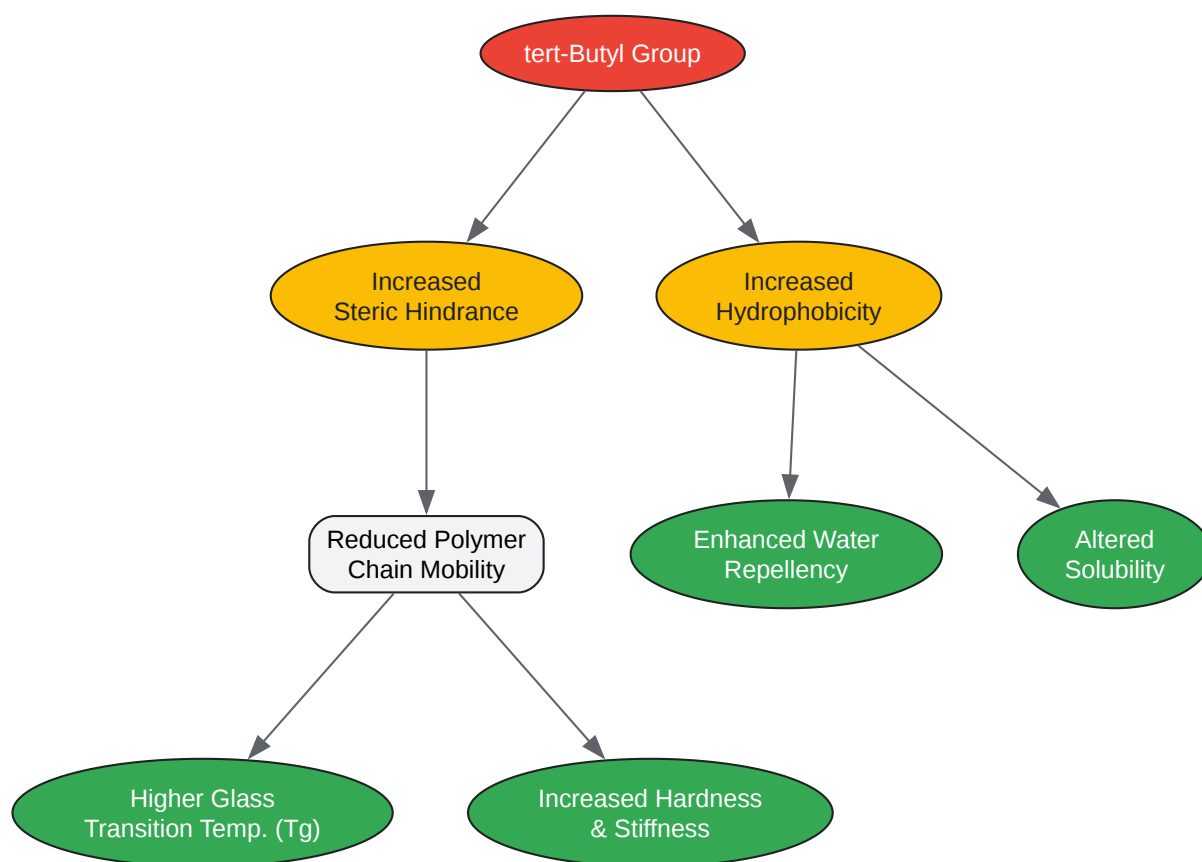 tert-Butyl Group
Increased
Steric Hindrance
Increased
Hydrophobicity
Reduced Polymer
Chain Mobility
Enhanced Water
Repellency
Altered
Solubility
Higher Glass
Transition Temp. (Tg)
Increased Hardness
& Stiffness